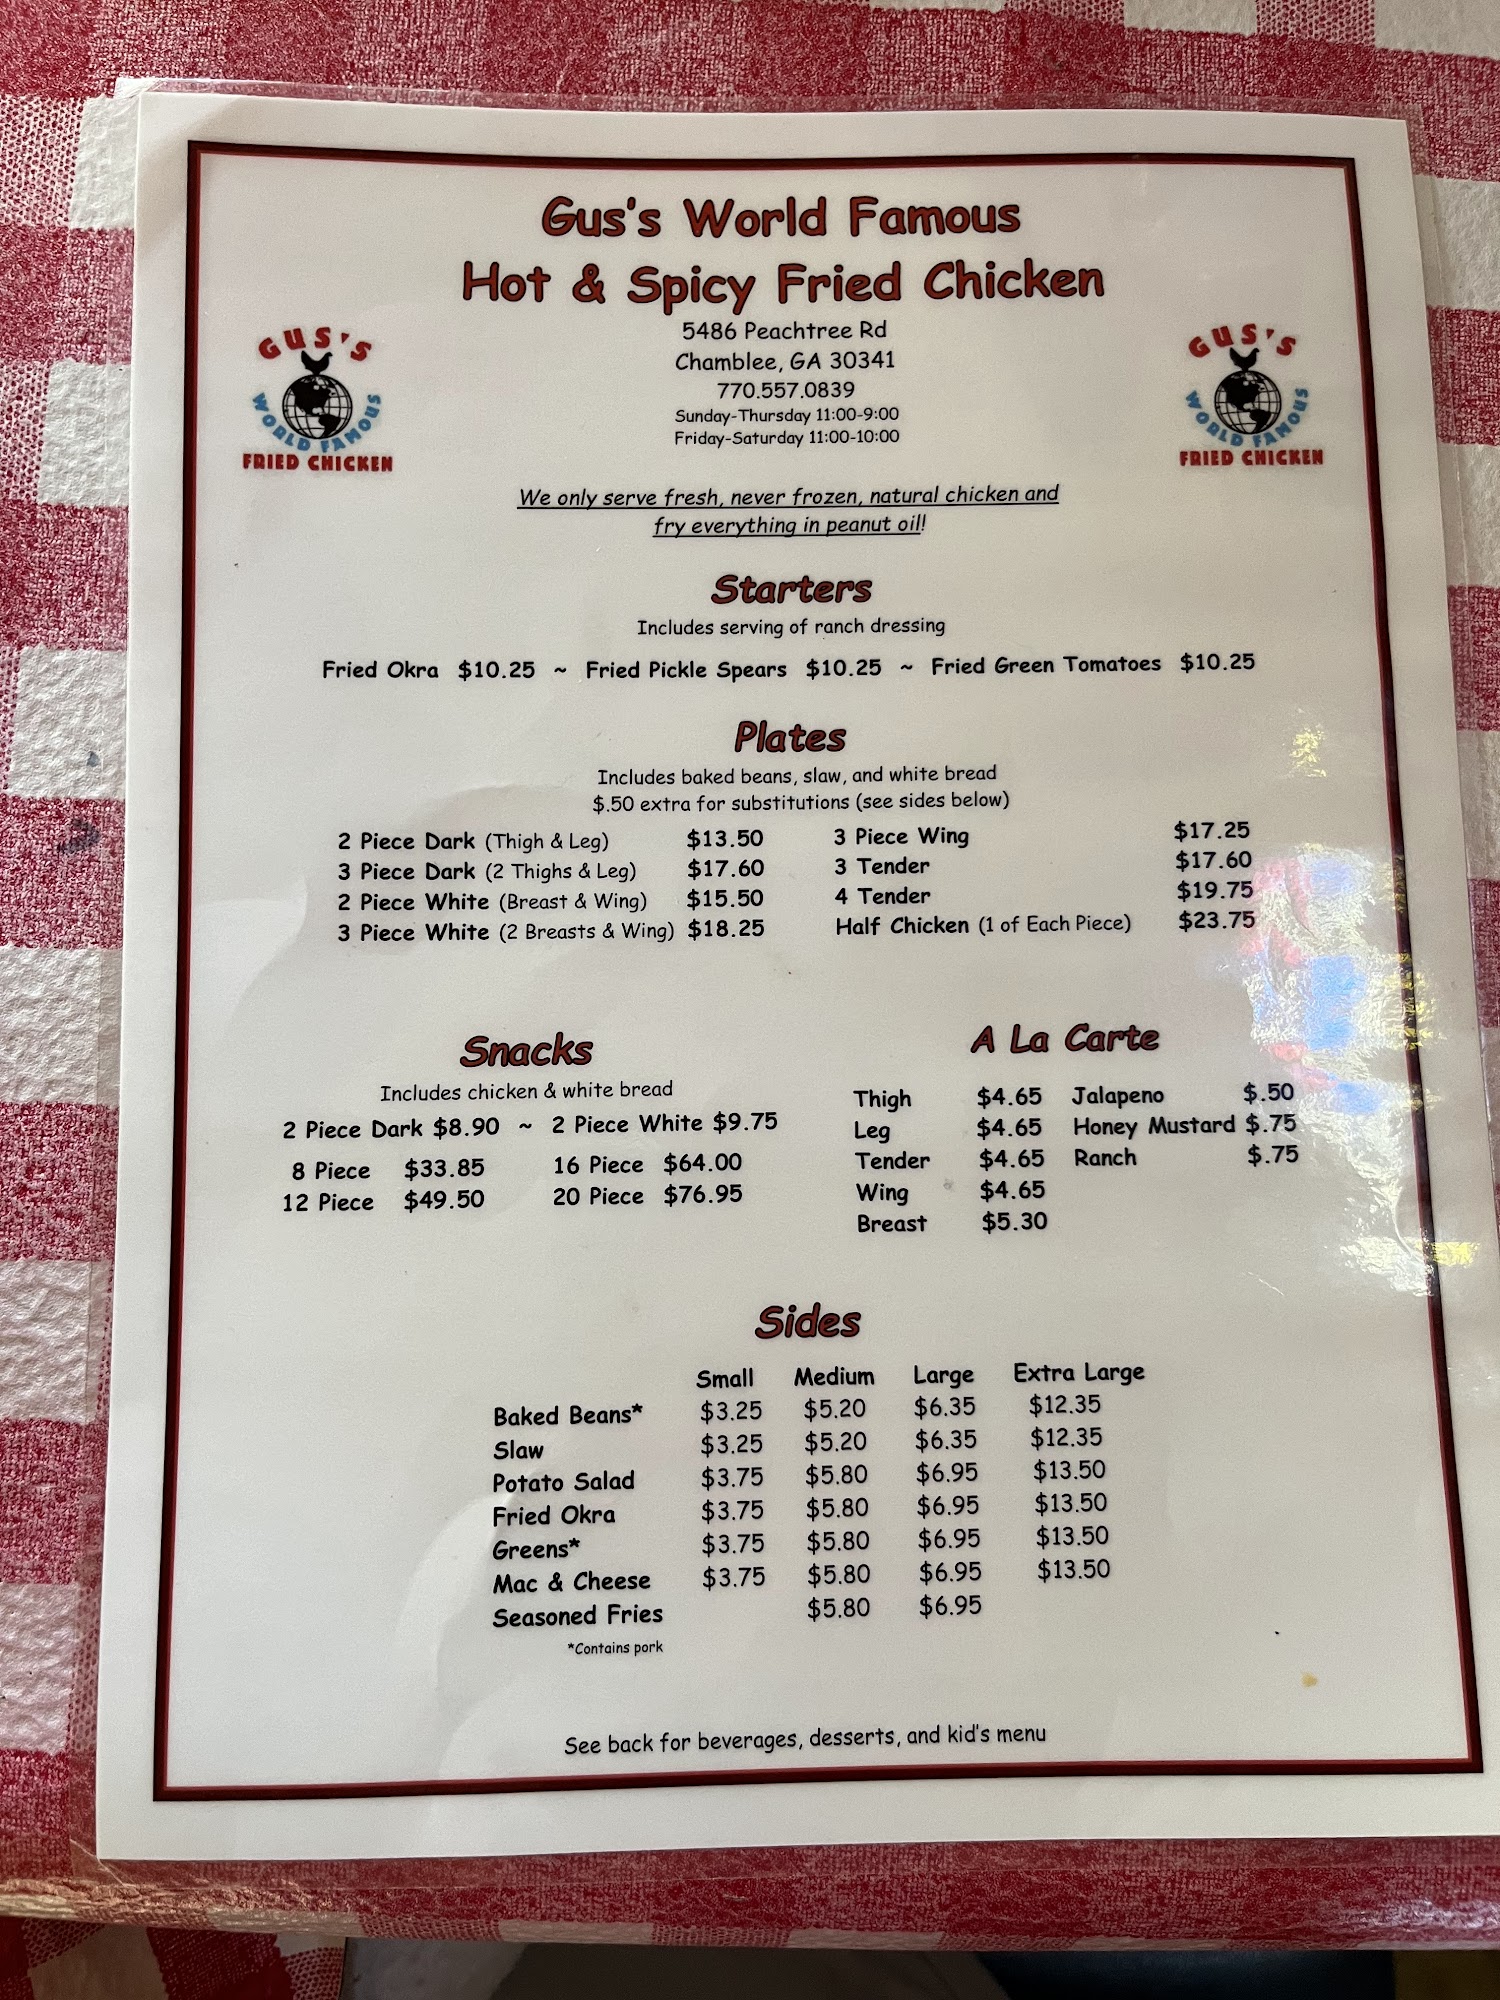 Gus's World Famous
Hot & Spicy Fried Chicken
5486 Peachtree Rd
Chamblee, GA 30341
770.557.0839
Sunday-Thursday 11:00-9:00
Friday-Saturday 11:00-10:00
GUS'S
WORLD FAMOUS
FRIED CHICKEN
GUS'S
WORLD FAMOUS
FRIED CHICKEN
We only serve fresh, never frozen, natural chicken and
fry everything in peanut oil!
Starters
Includes serving of ranch dressing
Fried Okra $10.25 ~ Fried Pickle Spears $10.25 ~ Fried Green Tomatoes $10.25
Plates
Includes baked beans, slaw, and white bread
$.50 extra for substitutions (see sides below)
2 Piece Dark (Thigh & Leg) $13.50 3 Piece Wing $17.25
3 Piece Dark (2 Thighs & Leg) $17.60 3 Tender $17.60
2 Piece White (Breast & Wing) $15.50 4 Tender $19.75
3 Piece White (2 Breasts & Wing) $18.25 Half Chicken (1 of Each Piece) $23.75
Snacks
Includes chicken & white bread
2 Piece Dark $8.90 ~ 2 Piece White $9.75
8 Piece $33.85 16 Piece $64.00
12 Piece $49.50 20 Piece $76.95
A La Carte
Thigh $4.65 Jalapeno $.50
Leg $4.65 Honey Mustard $.75
Tender $4.65 Ranch $.75
Wing $4.65
Breast $5.30
Sides
Small Medium Large Extra Large
Baked Beans* $3.25 $5.20 $6.35 $12.35
Slaw $3.25 $5.20 $6.35 $12.35
Potato Salad $3.75 $5.80 $6.95 $13.50
Fried Okra $3.75 $5.80 $6.95 $13.50
Greens* $3.75 $5.80 $6.95 $13.50
Mac & Cheese $3.75 $5.80 $6.95 $13.50
Seasoned Fries $5.80 $6.95
*Contains pork
See back for beverages, desserts, and kid's menu